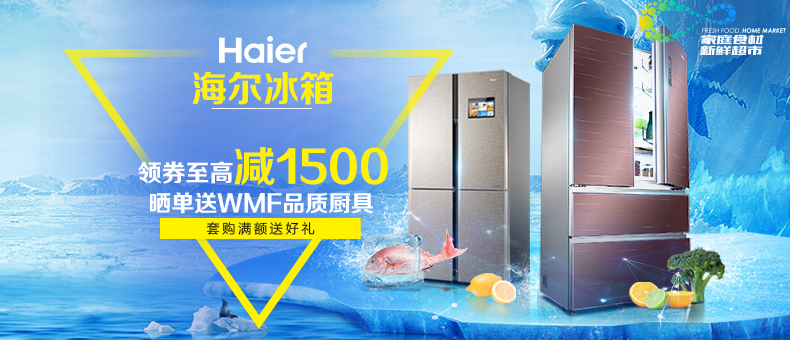 Haier
海尔冰箱
领券至高减1500
晒单送WMF品质厨具
套购满额送好礼
FRESH FOOD. HOME MARKET
家庭食材
新鲜超市